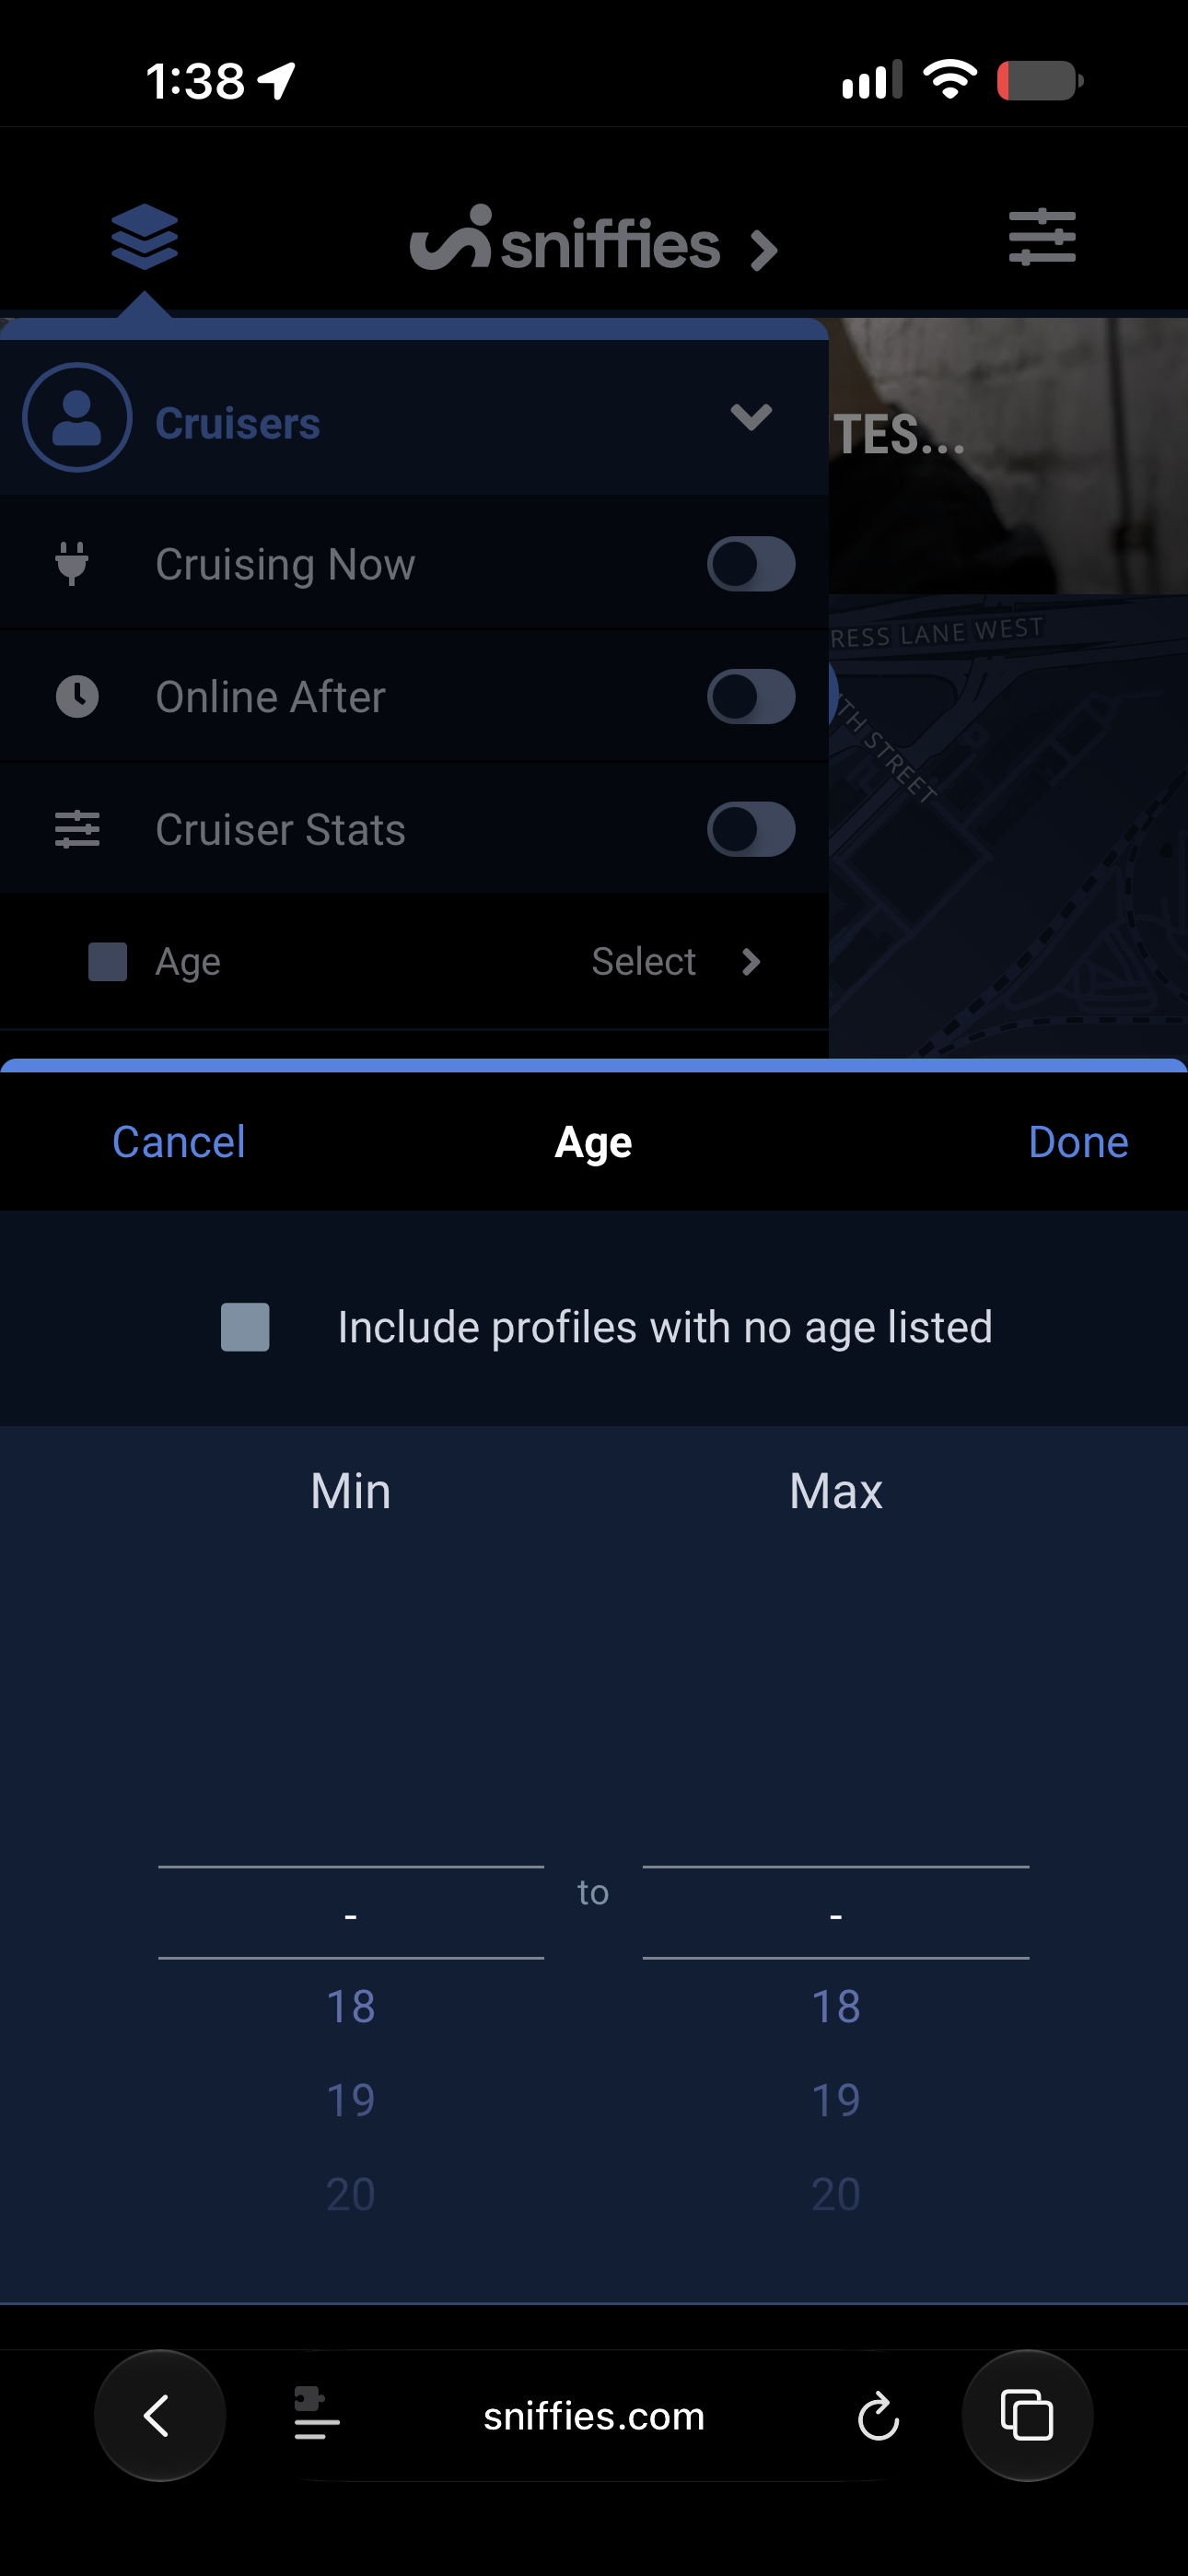 1:38
sniffies
Cruisers
TES...
Cruising Now
RESS LANE WEST
Online After
TH STREET
Cruiser Stats
Age Select
Cancel Age Done
Include profiles with no age listed
Min Max
- to -
18 18
19 19
20 20
sniffies.com